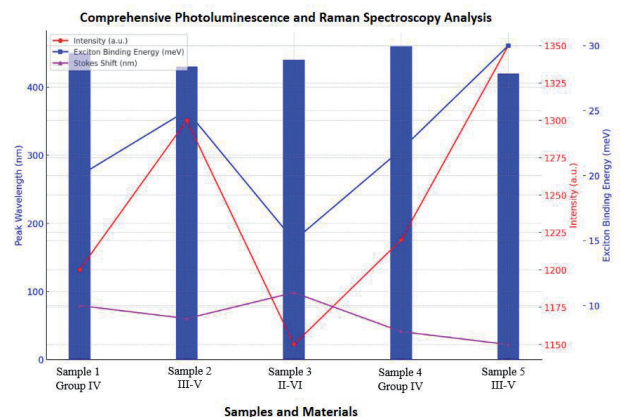 Comprehensive Photoluminescence and Raman Spectroscopy Analysis
Intensity (a.u.)
Exciton Binding Energy (meV)
Stokes Shift (nm)
Peak Wavelength (nm)
400
300
200
100
0
1350
1300
1275
1250
1225
1200
1175
1150
Intensity (a.u.)
30
25
20
15
10
Exciton Binding Energy (meV)
Sample 1 Sample 2 Sample 3 Sample 4 Sample 5
Group IV III-V II-VI Group IV III-V
Samples and Materials